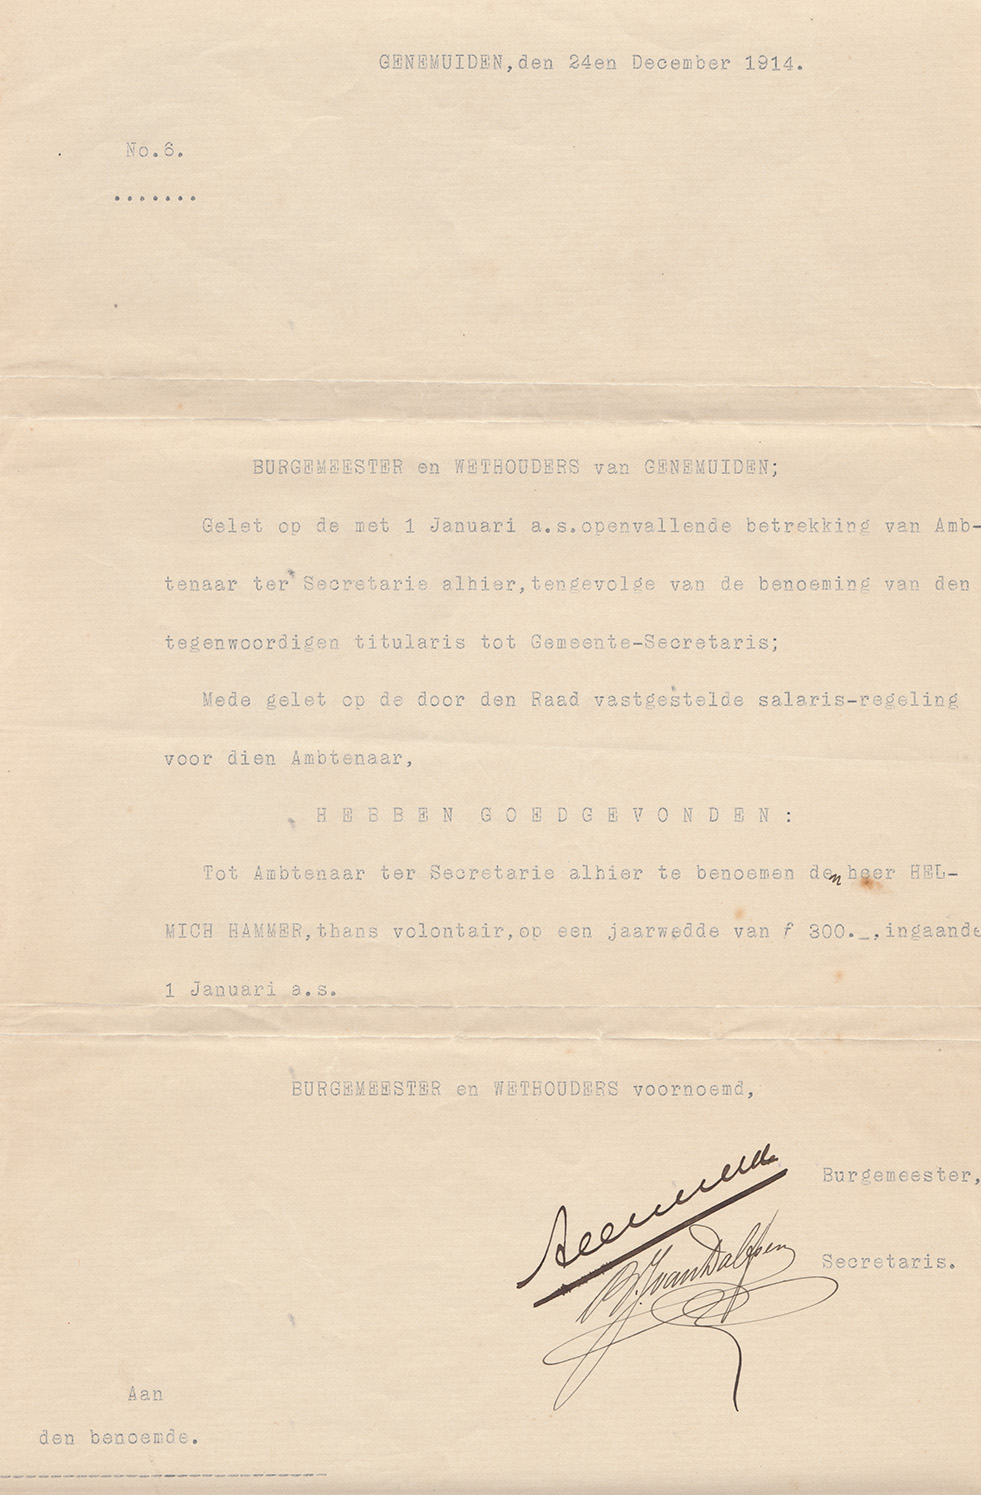 GENEMUIDEN,den 24en December 1914.
No.6.
.......
BURGEMEESTER en WETHOUDERS van GENEMUIDEN;
Gelet op de met 1 Januari a.s.openvallende betrekking van Amb-
tenaar ter Secretarie alhier,tengevolge van de benoeming van den
tegenwoordigen titularis tot Gemeente-Secretaris;
Mede gelet op de door den Raad vastgestelde salaris-regeling
voor dien Ambtenaar,
HEBBEN GOEDGEVONDEN:
Tot Ambtenaar ter Secretarie alhier te benoemen den heer HEL-
MICH HAMMER,thans volontair,op een jaarwedde van f 300._,ingaande
1 Januari a.s.
BURGEMEESTER en WETHOUDERS voornoemd,
Burgemeester,
van Dalfsen
Secretaris.
Aan
den benoemde.